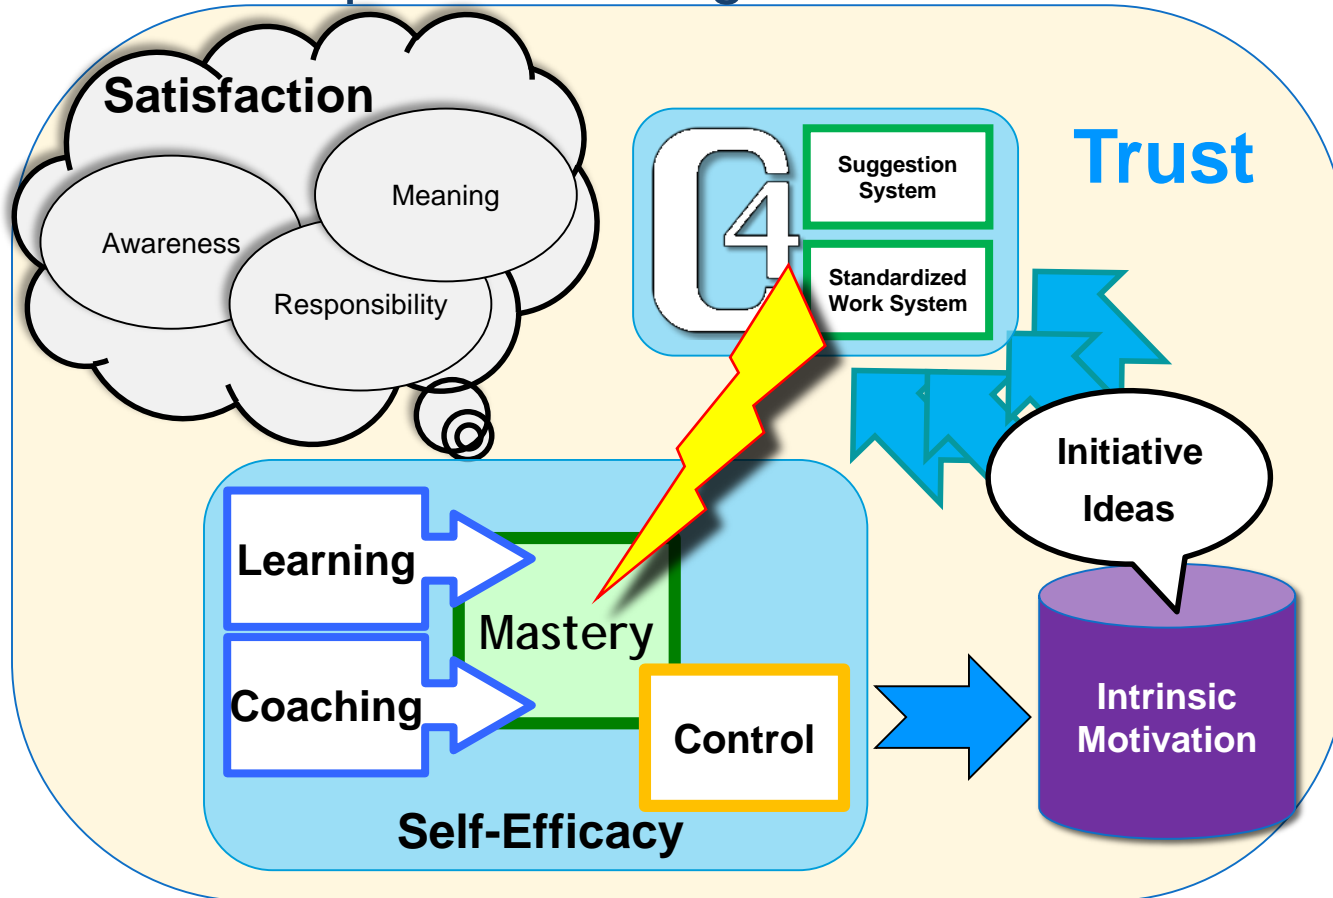 Satisfaction
Meaning
Awareness
Responsibility
C4
Suggestion
System
Standardized
Work System
Trust
Initiative
Ideas
Learning
Mastery
Coaching
Control
Self-Efficacy
Intrinsic
Motivation